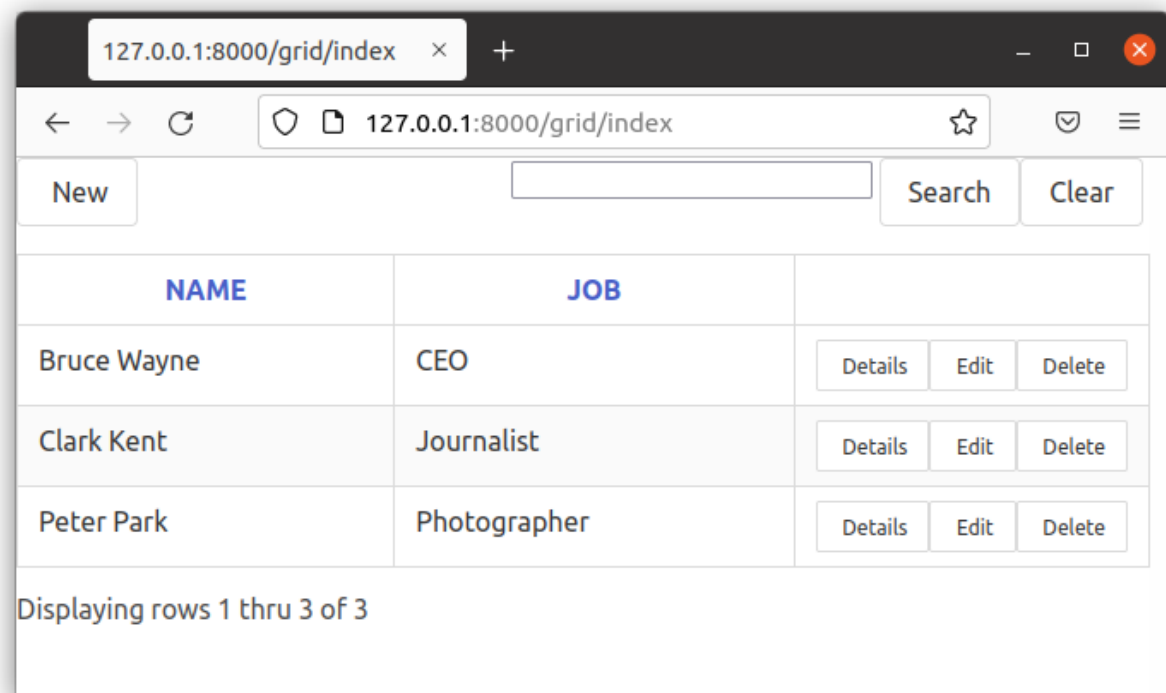 127.0.0.1:8000/grid/index
127.0.0.1:8000/grid/index
New Search Clear
NAME JOB
Bruce Wayne CEO Details Edit Delete
Clark Kent Journalist Details Edit Delete
Peter Park Photographer Details Edit Delete
Displaying rows 1 thru 3 of 3